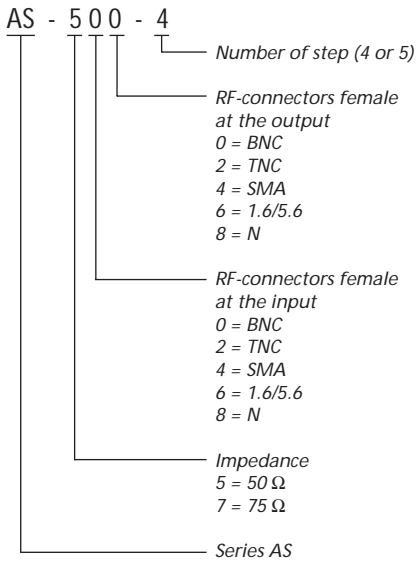 AS - 5 0 0 - 4
Number of step (4 or 5)
RF-connectors female
at the output
0 = BNC
2 = TNC
4 = SMA
6 = 1.6/5.6
8 = N
RF-connectors female
at the input
0 = BNC
2 = TNC
4 = SMA
6 = 1.6/5.6
8 = N
Impedance
5 = 50 Ω
7 = 75 Ω
Series AS